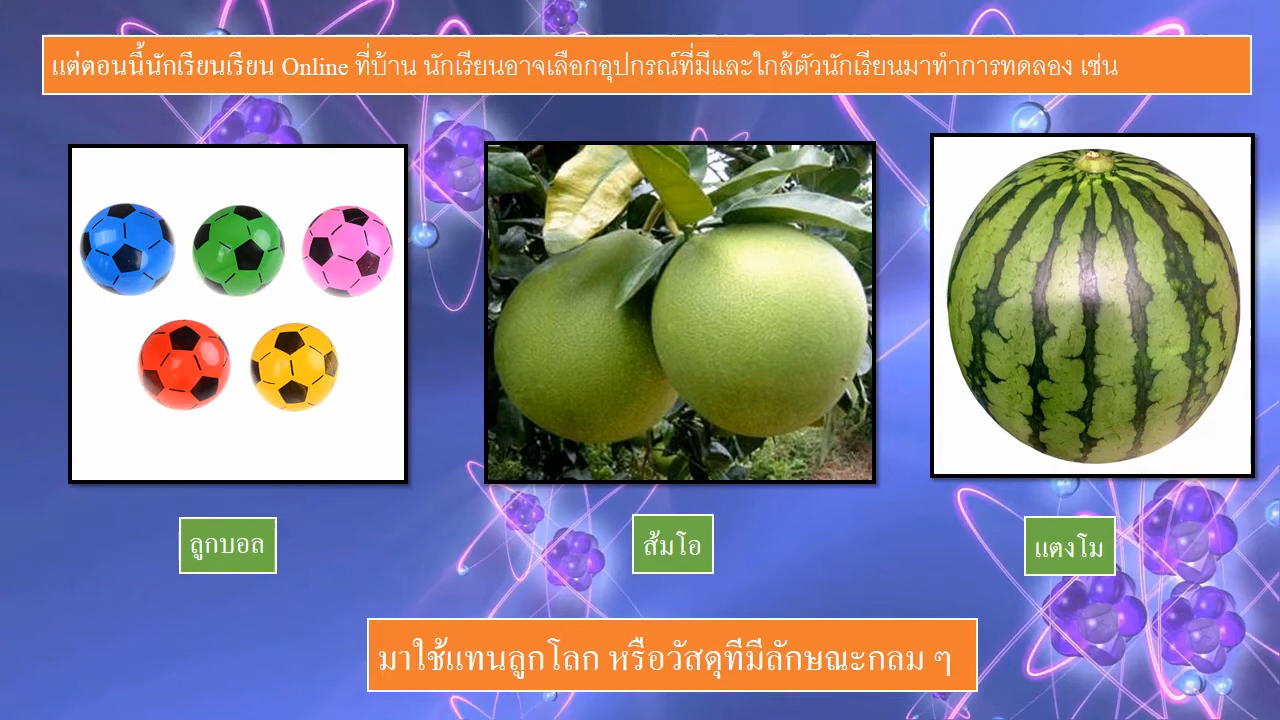 แต่ตอนนี้นักเรียนเรียน Online ที่บ้าน นักเรียนอาจเลือกอุปกรณ์ที่มีและใกล้ตัวนักเรียนมาทำการทดลอง เช่น
ลูกบอล
ส้มโอ
แตงโม
มาใช้แทนลูกโลก หรือวัสดุทีมีลักษณะกลม ๆ